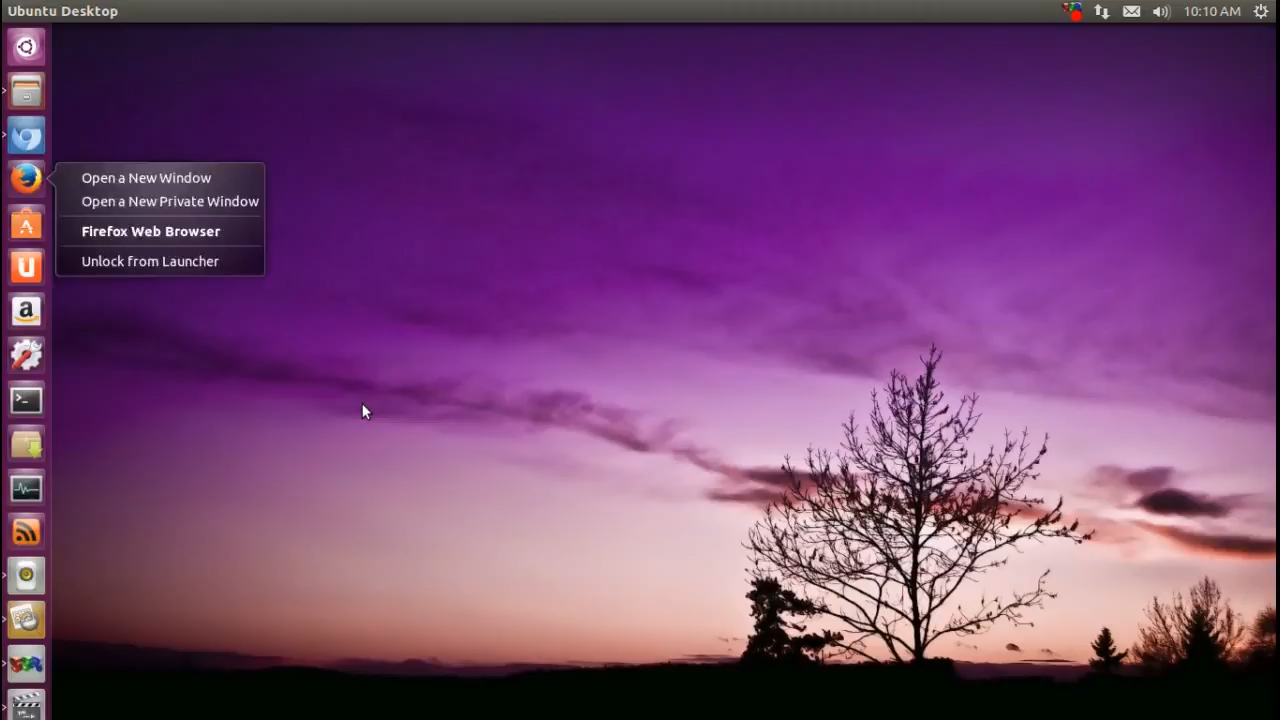 Ubuntu Desktop
10:10 AM
Open a New Window
Open a New Private Window
Firefox Web Browser
Unlock from Launcher